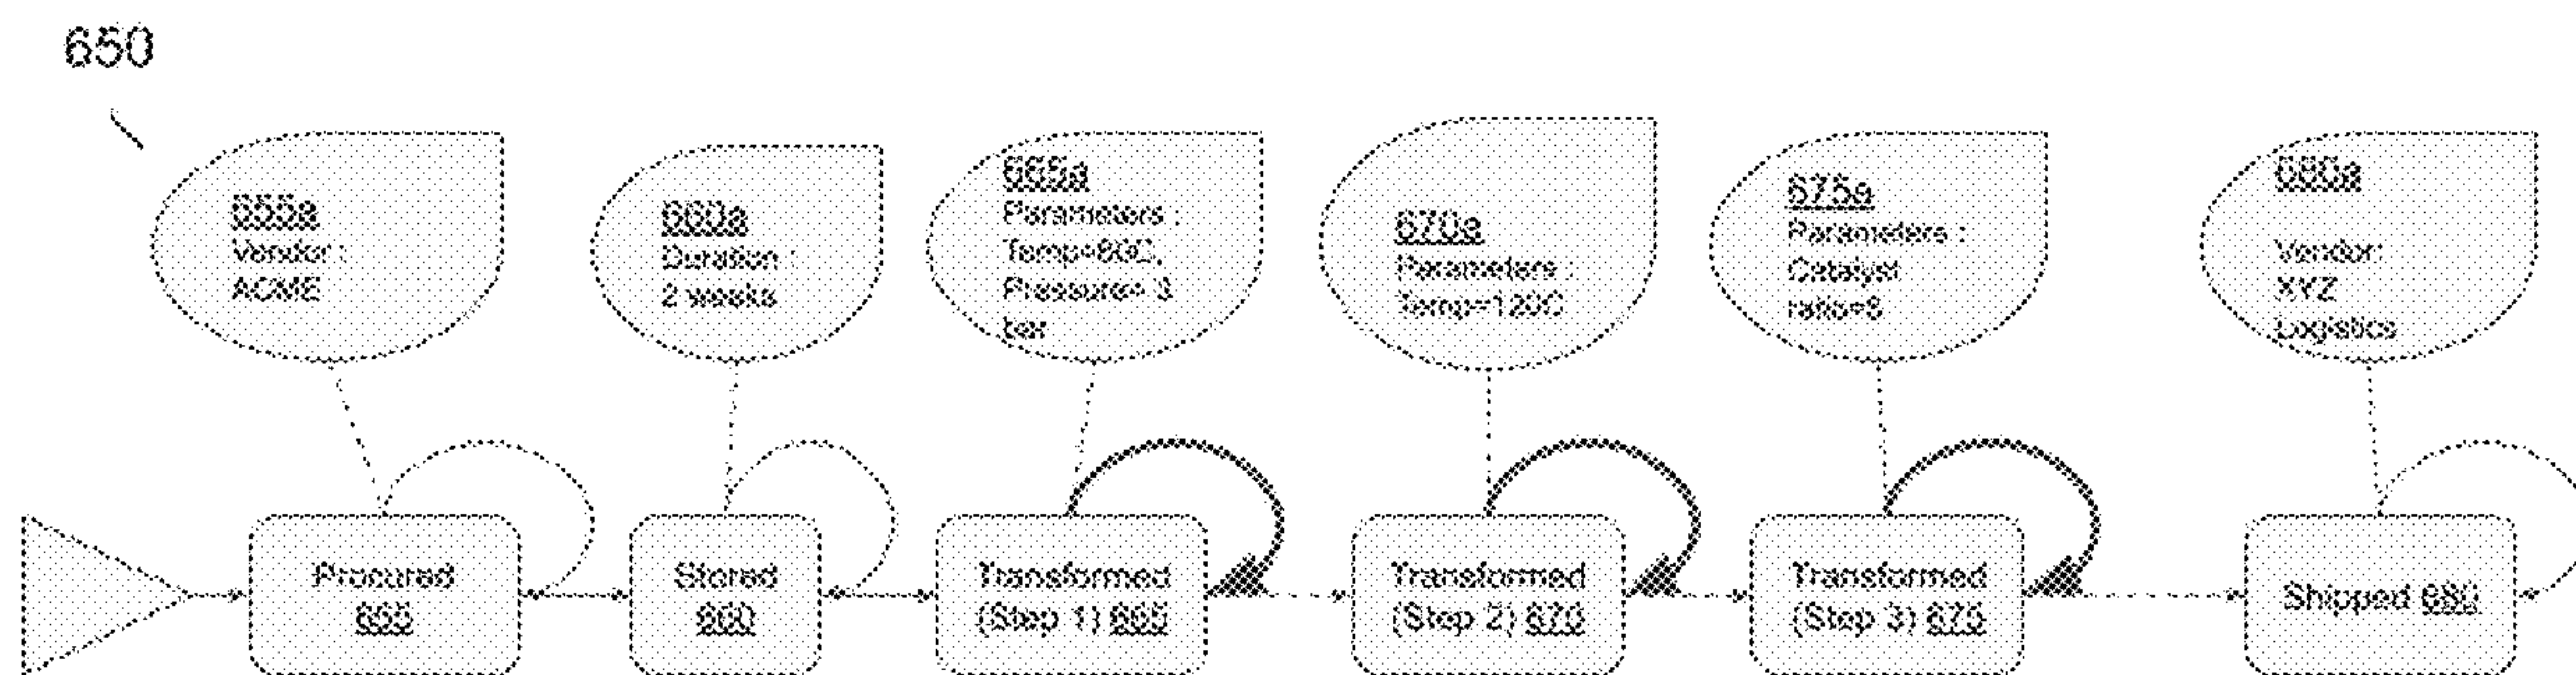 650
655a
Vendor :
ACME
660a
Duration :
2 weeks
665a
Parameters :
Temp=80C,
Pressure= 3
bar
670a
Parameters :
Temp=120C
675a
Parameters :
Catalyst
ratio=8
680a
Vendor:
XYZ
Logistics
Procured
655
Stored
660
Transformed
(Step 1) 665
Transformed
(Step 2) 670
Transformed
(Step 3) 675
Shipped 680